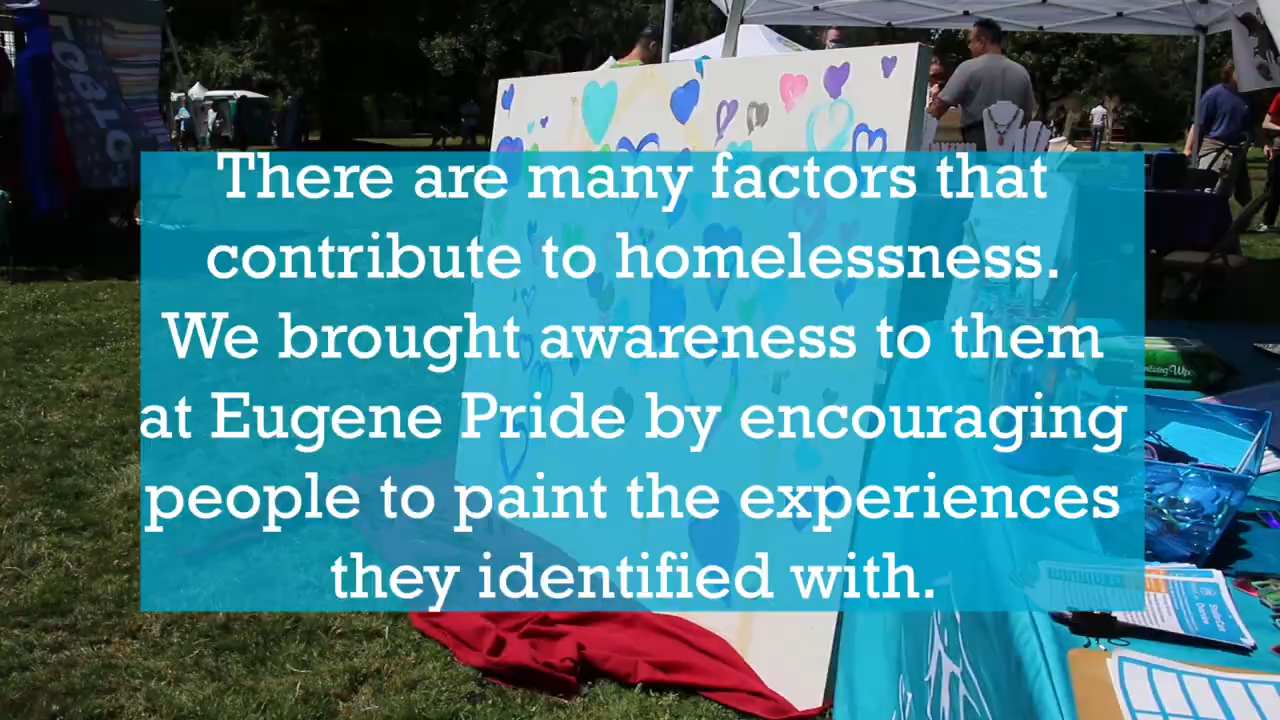 There are many factors that
contribute to homelessness.
We brought awareness to them
at Eugene Pride by encouraging
people to paint the experiences
they identified with.